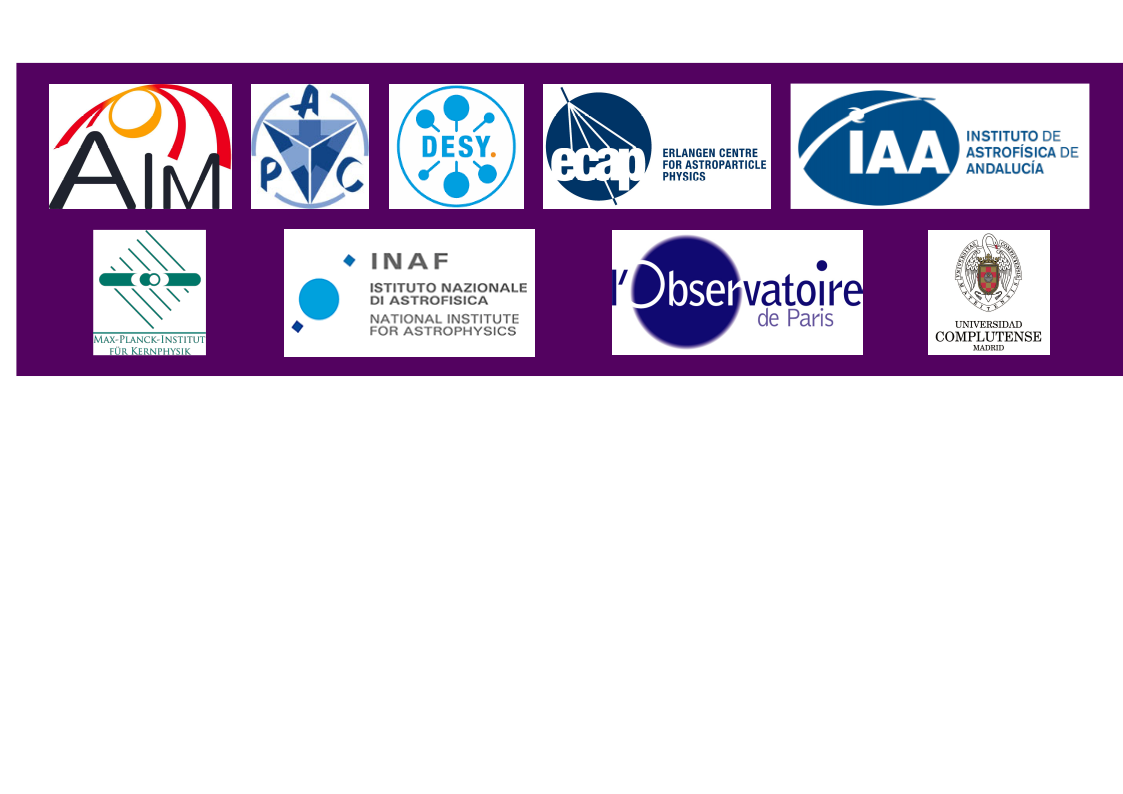 AIM
APC
DESY.
ecap
ERLANGEN CENTRE
FOR ASTROPARTICLE
PHYSICS
IAA
INSTITUTO DE
ASTROFÍSICA DE
ANDALUCÍA
MAX-PLANCK-INSTITUT
FÜR KERNPHYSIK
INAF
ISTITUTO NAZIONALE
DI ASTROFISICA
NATIONAL INSTITUTE
FOR ASTROPHYSICS
l'Observatoire
de Paris
UNIVERSIDAD
COMPLUTENSE
MADRID